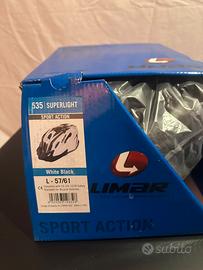 535 SUPERLIGHT
SPORT ACTION
White Black
L - 57/61
LIMAR
SPORT ACTION
subito